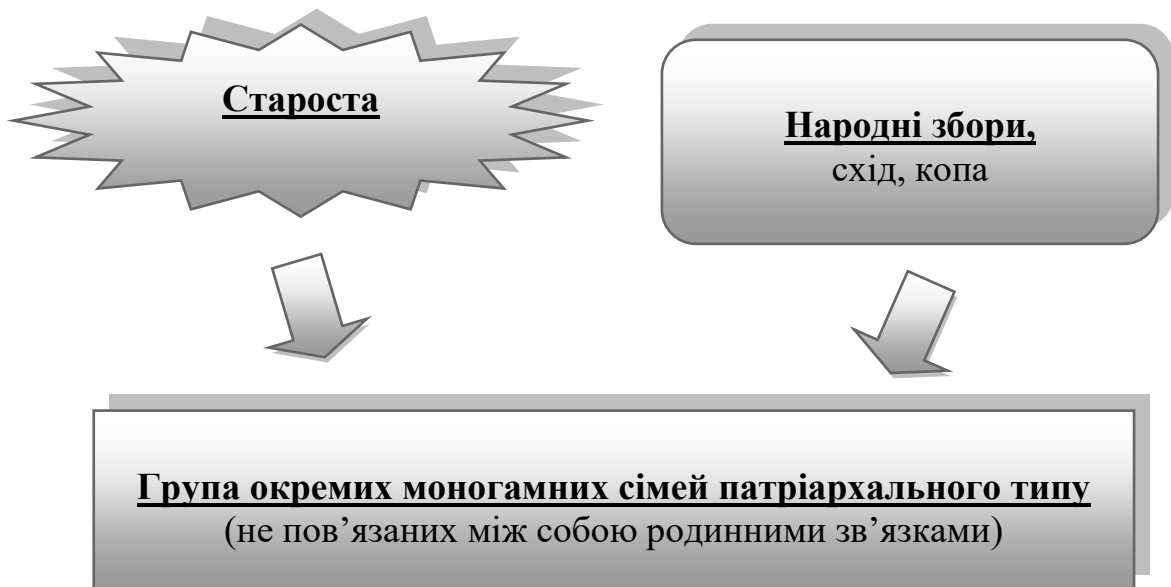 Староста
Народні збори,
схід, копа
Група окремих моногамних сімей патріархального типу
(не пов’язаних між собою родинними зв’язками)